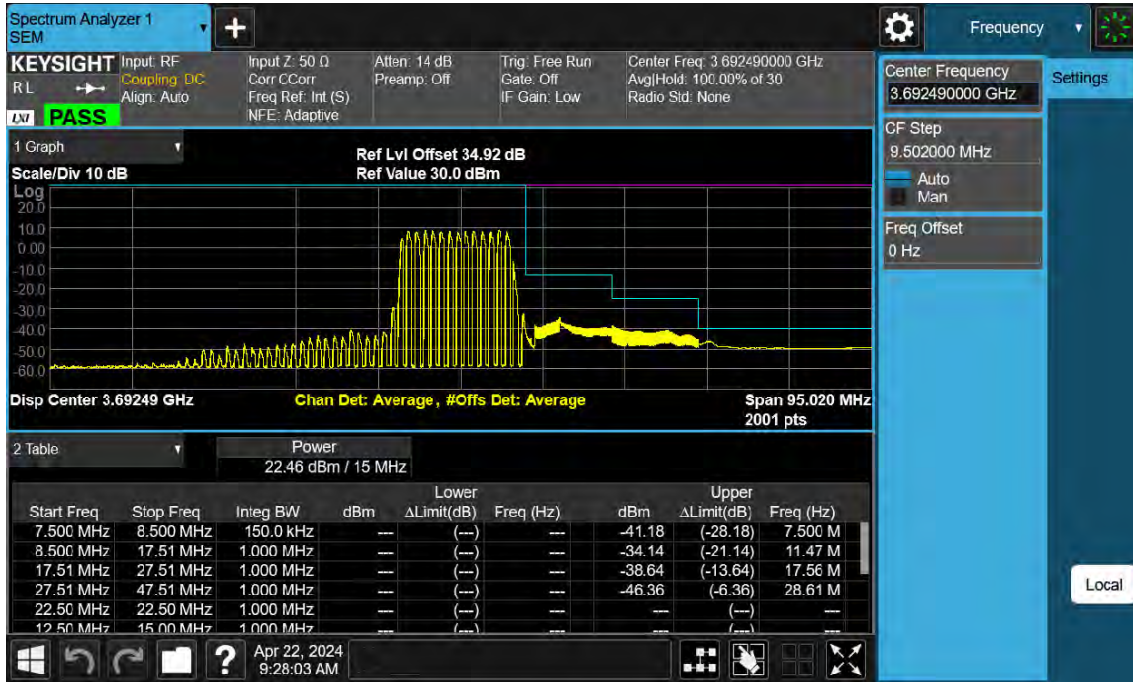 Spectrum Analyzer 1
SEM
+
Frequency
KEYSIGHT
RL
LXI PASS
Input: RF
Coupling: DC
Align: Auto
Input Z: 50 Ω
Corr CCorr
Freq Ref: Int (S)
NFE: Adaptive
Atten: 14 dB
Preamp: Off
Trig: Free Run
Gate: Off
IF Gain: Low
Center Freq: 3.692490000 GHz
Avg|Hold: 100.00% of 30
Radio Std: None
Center Frequency
3.692490000 GHz
Settings
CF Step
9.502000 MHz
Auto
Man
Freq Offset
0 Hz
1 Graph
Scale/Div 10 dB
Ref Lvl Offset 34.92 dB
Ref Value 30.0 dBm
Log
20.0
10.0
0.00
-10.0
-20.0
-30.0
-40.0
-50.0
-60.0
Disp Center 3.69249 GHz
Chan Det: Average, #Offs Det: Average
Span 95.020 MHz
2001 pts
2 Table
Power
22.46 dBm / 15 MHz
Lower Upper
Start Freq Stop Freq Integ BW dBm ΔLimit(dB) Freq (Hz) dBm ΔLimit(dB) Freq (Hz)
7.500 MHz 8.500 MHz 150.0 kHz --- (---) --- -41.18 (-28.18) 7.500 M
8.500 MHz 17.51 MHz 1.000 MHz --- (---) --- -34.14 (-21.14) 11.47 M
17.51 MHz 27.51 MHz 1.000 MHz --- (---) --- -38.64 (-13.64) 17.56 M
27.51 MHz 47.51 MHz 1.000 MHz --- (---) --- -46.36 (-6.36) 28.61 M
22.50 MHz 22.50 MHz 1.000 MHz --- (---) --- --- (---) ---
12.50 MHz 15.00 MHz 1.000 MHz --- (---) --- --- (---) ---
Local
?
Apr 22, 2024
9:28:03 AM